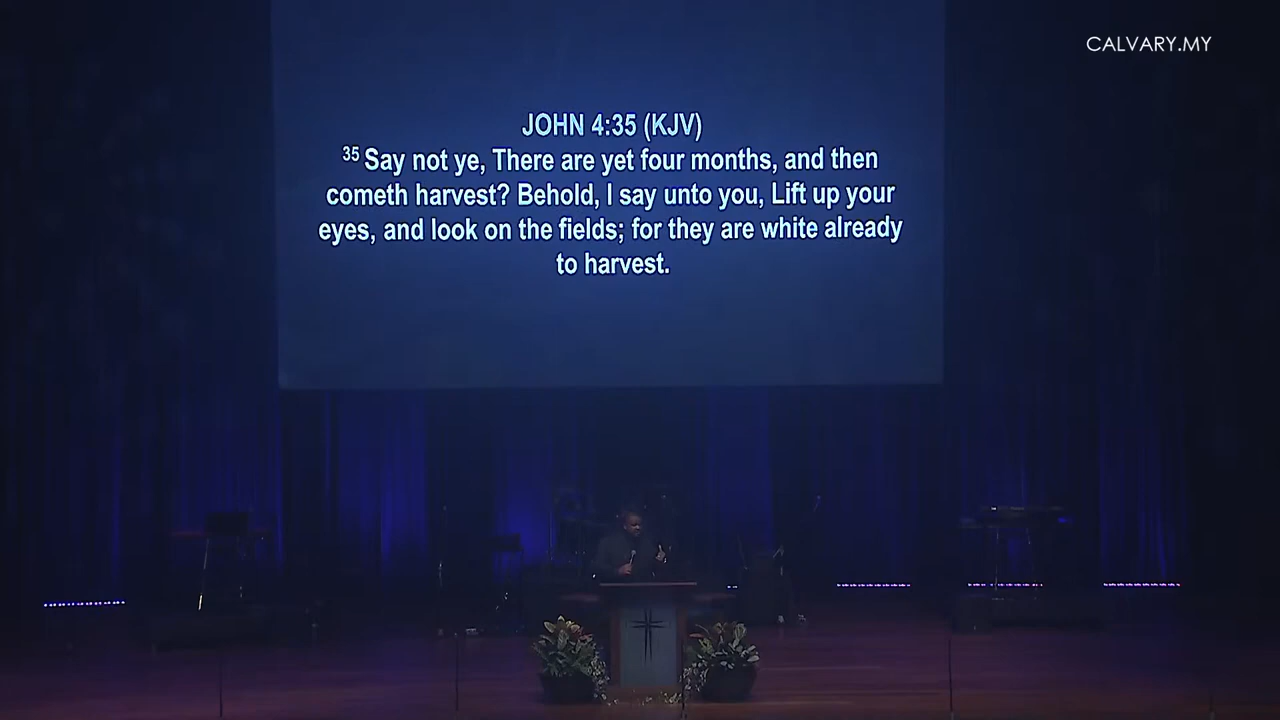 CALVARY.MY
JOHN 4:35 (KJV)
35 Say not ye, There are yet four months, and then
cometh harvest? Behold, I say unto you, Lift up your
eyes, and look on the fields; for they are white already
to harvest.